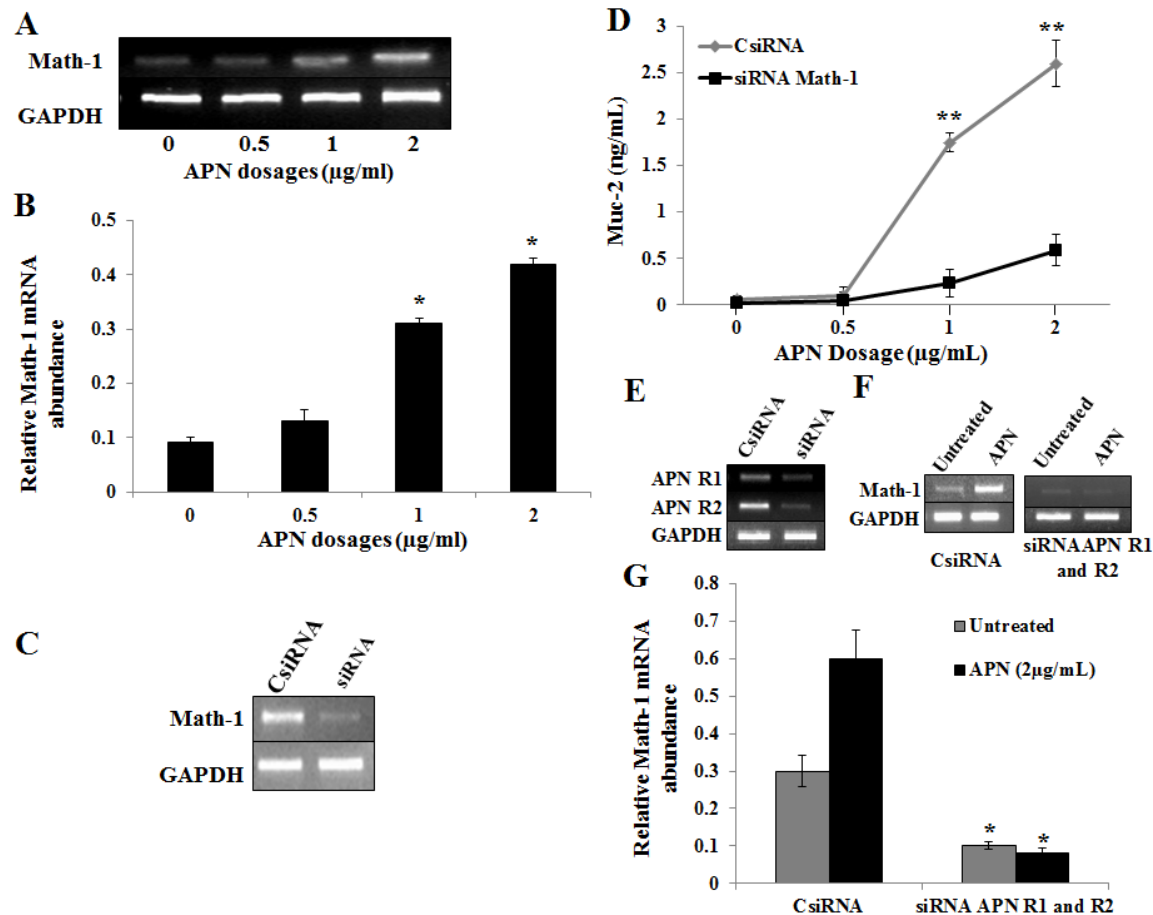 A
Math-1
GAPDH
0 0.5 1 2
APN dosages (µg/ml)
B
Relative Math-1 mRNA
abundance
0.5
0.4
0.3
0.2
0.1
0
* *
0 0.5 1 2
APN dosages (µg/ml)
C
CsiRNA siRNA
Math-1
GAPDH
D
Muc-2 (ng/mL)
3
2.5
2
1.5
1
0.5
0
CsiRNA
siRNA Math-1
** **
0 0.5 1 2
APN Dosage (µg/mL)
E
CsiRNA siRNA
APN R1
APN R2
GAPDH
F
Untreated APN Untreated APN
Math-1
GAPDH
CsiRNA
siRNA APN R1
and R2
G
Relative Math-1 mRNA
abundance
0.8
0.7
0.6
0.5
0.4
0.3
0.2
0.1
0
Untreated
APN (2µg/mL)
* *
CsiRNA siRNA APN R1 and R2